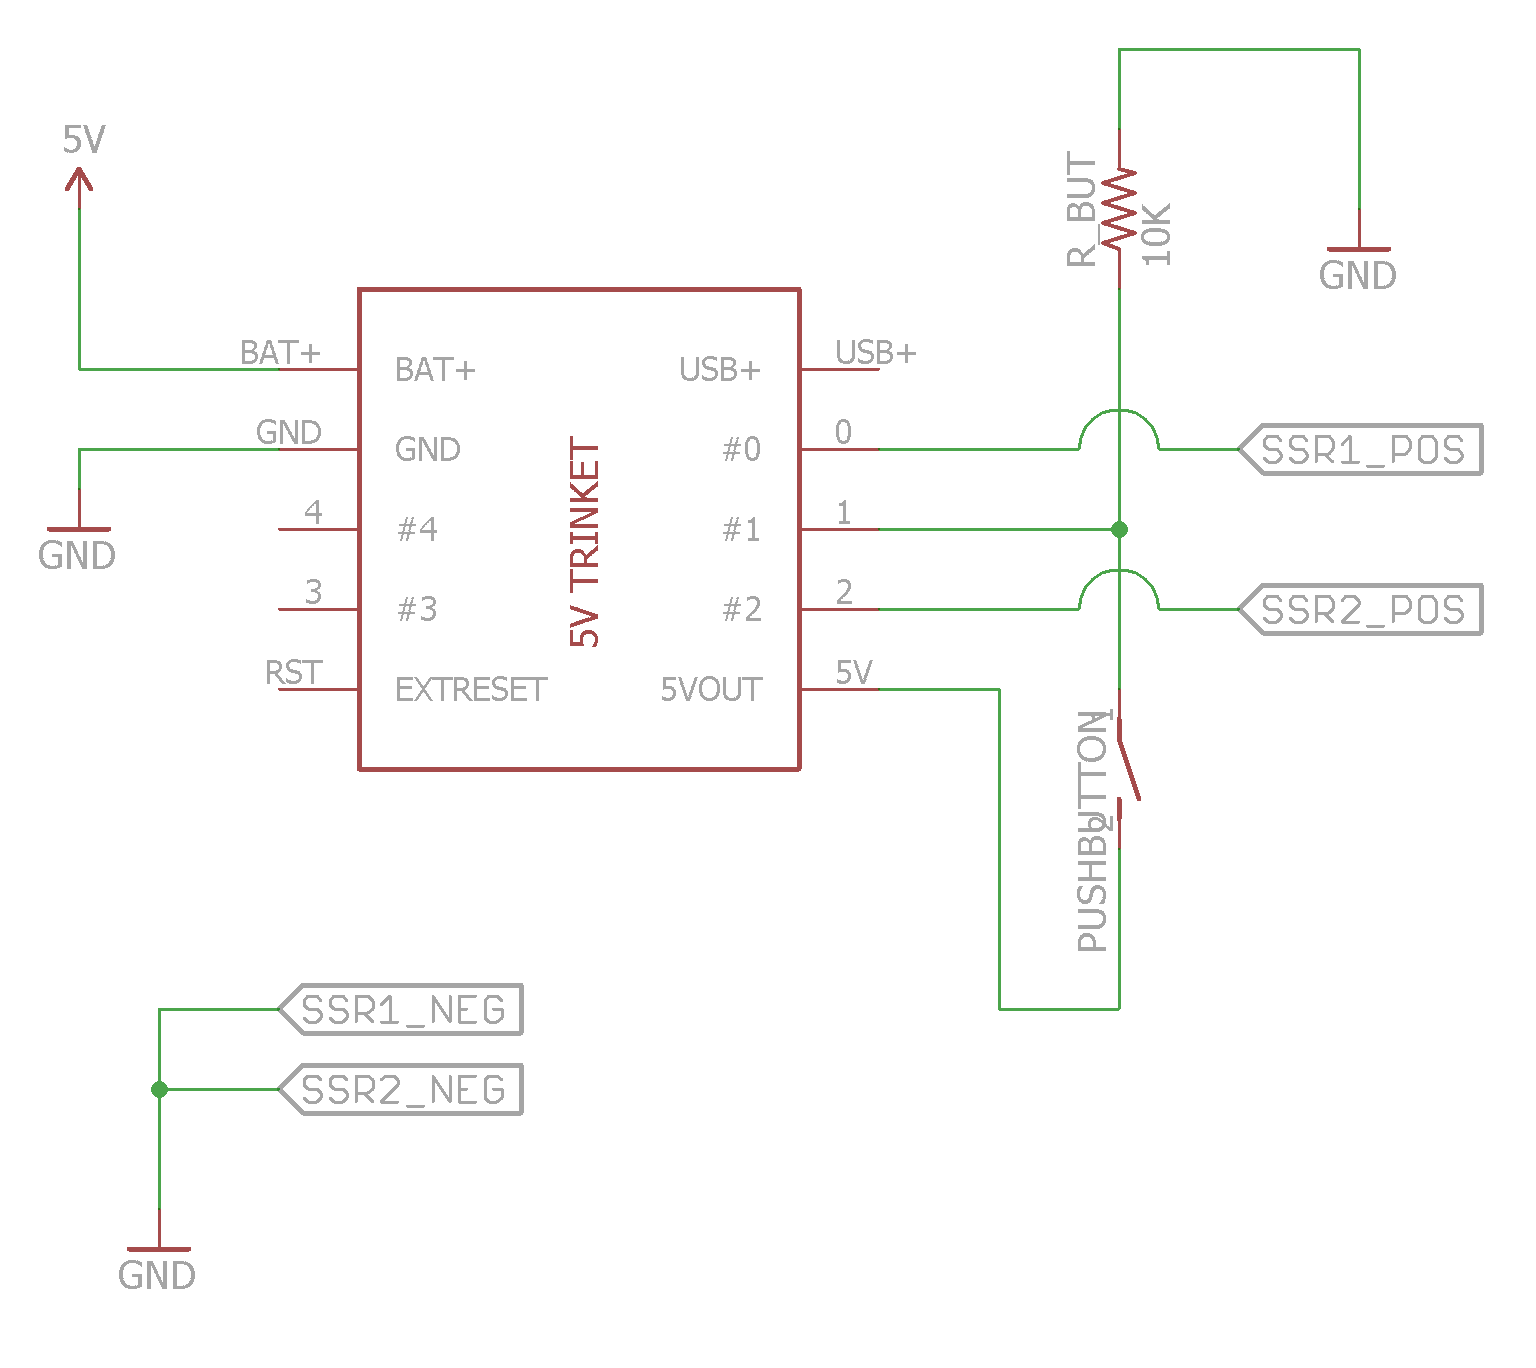 5V
R_BUT
10K
GND
BAT+
BAT+
USB+
USB+
GND
GND
#0
0
SSR1_POS
4
#4
#1
1
GND
5V TRINKET
3
#3
#2
2
SSR2_POS
RST
EXTRESET
5VOUT
5V
1
PUSHBUTTON
2
SSR1_NEG
SSR2_NEG
GND